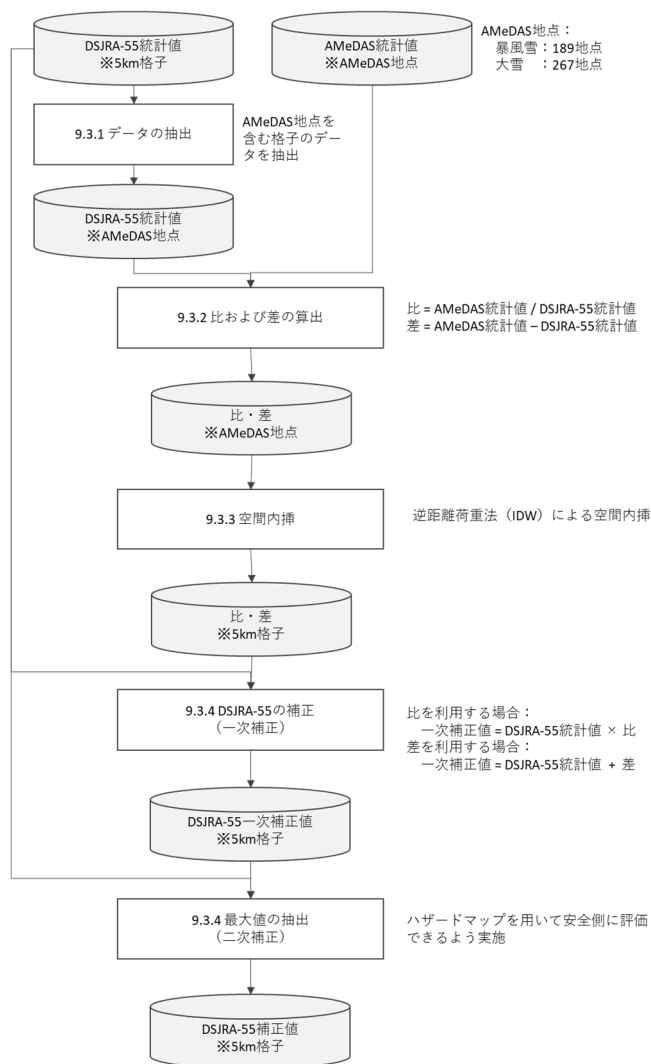 DSJRA-55統計値
※5km格子
AMeDAS統計値
※AMeDAS地点
AMeDAS地点：
暴風雪：189地点
大雪　：267地点
9.3.1 データの抽出
AMeDAS地点を
含む格子のデー
タを抽出
DSJRA-55統計値
※AMeDAS地点
9.3.2 比および差の算出
比 = AMeDAS統計値 / DSJRA-55統計値
差 = AMeDAS統計値 – DSJRA-55統計値
比・差
※AMeDAS地点
9.3.3 空間内挿
逆距離荷重法（IDW）による空間内挿
比・差
※5km格子
9.3.4 DSJRA-55の補正
（一次補正）
比を利用する場合：
一次補正値 = DSJRA-55統計値 × 比
差を利用する場合：
一次補正値 = DSJRA-55統計値 + 差
DSJRA-55一次補正値
※5km格子
9.3.4 最大値の抽出
（二次補正）
ハザードマップを用いて安全側に評価
できるよう実施
DSJRA-55補正値
※5km格子